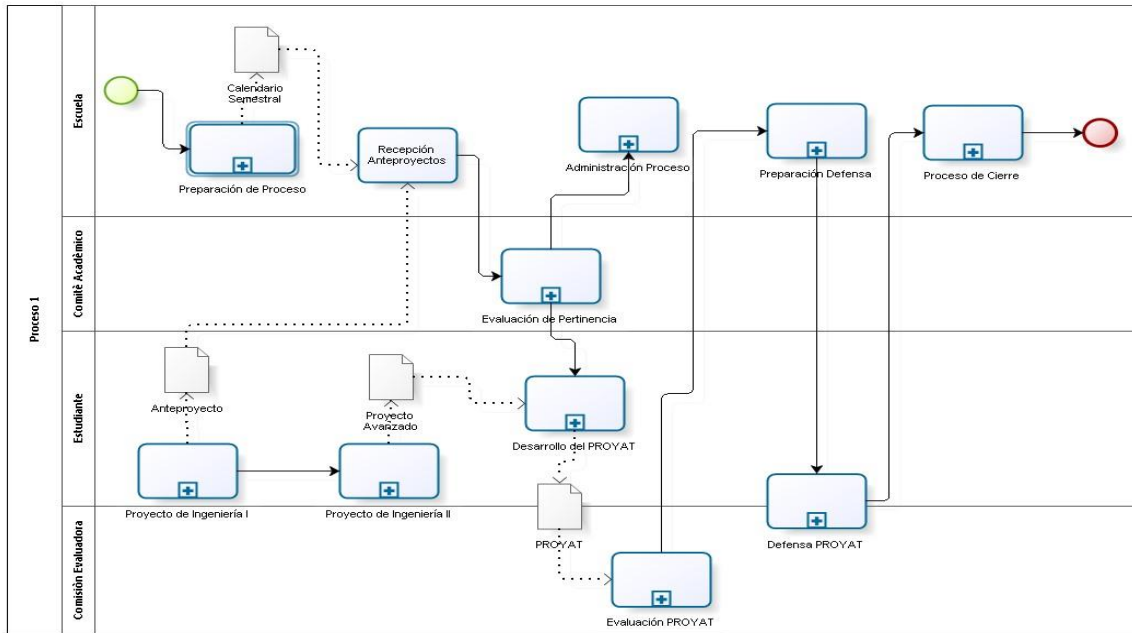 Proceso 1
Escuela
Calendario
Semestral
Preparación de Proceso
Recepción
Anteproyectos
Administración Proceso
Preparación Defensa
Proceso de Cierre
Comitè Acadèmico
Evaluación de Pertinencia
Estudiante
Anteproyecto
Proyecto
Avanzado
Desarrollo del PROYAT
Proyecto de Ingeniería I
Proyecto de Ingeniería II
Comisiòn Evaluadora
PROYAT
Defensa PROYAT
Evaluación PROYAT